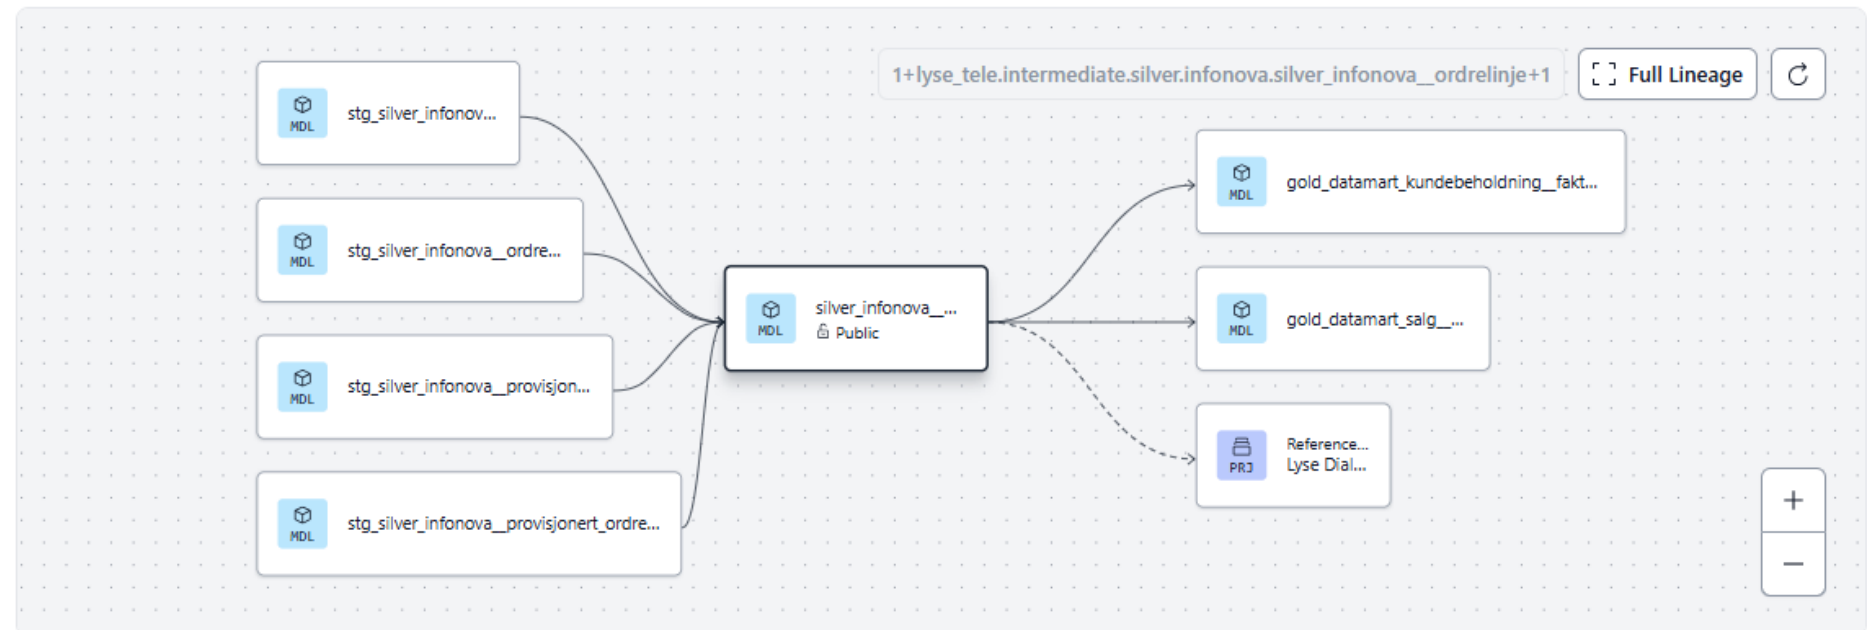 1+lyse_tele.intermediate.silver.infonova.silver_infonova__ordrelinje+1
Full Lineage
MDL
stg_silver_infonov...
MDL
stg_silver_infonova__ordre...
MDL
stg_silver_infonova__provisjon...
MDL
stg_silver_infonova__provisjonert_ordre...
MDL
silver_infonova__...
Public
MDL
gold_datamart_kundebeholdning__fakt...
MDL
gold_datamart_salg__...
PRJ
Reference...
Lyse Dial...
+
−